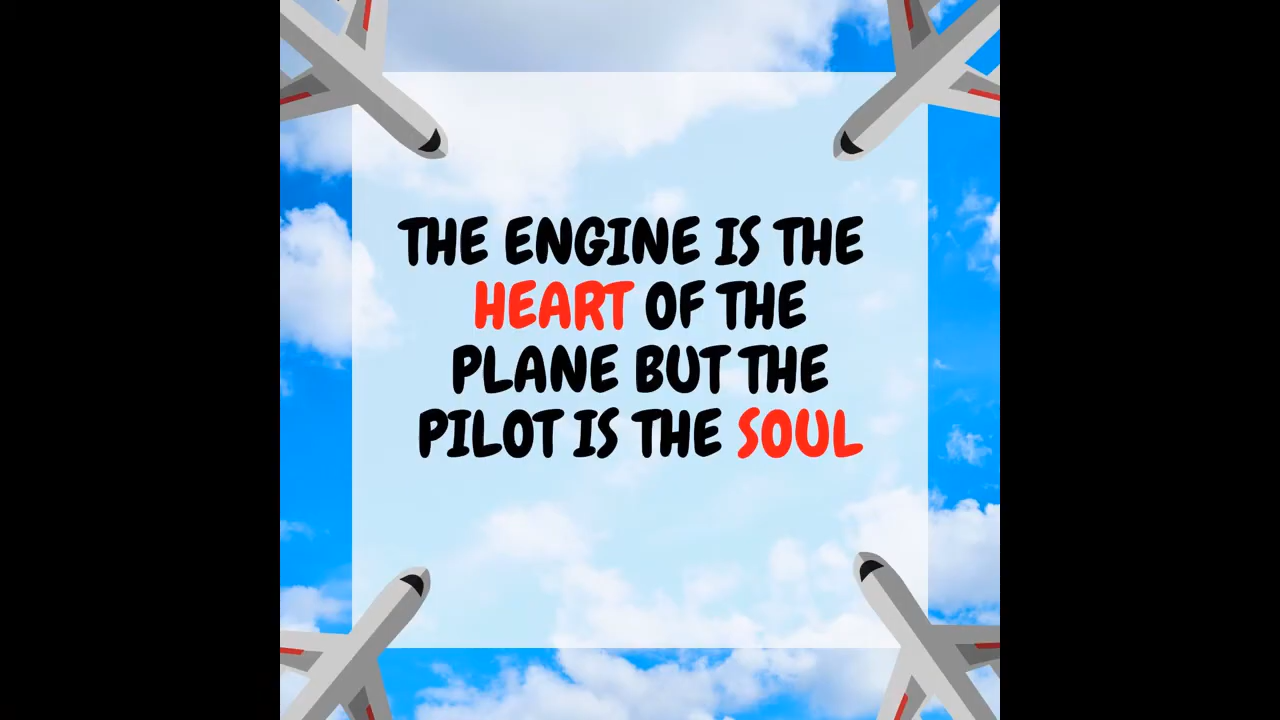 THE ENGINE IS THE
HEART OF THE
PLANE BUT THE
PILOT IS THE SOUL